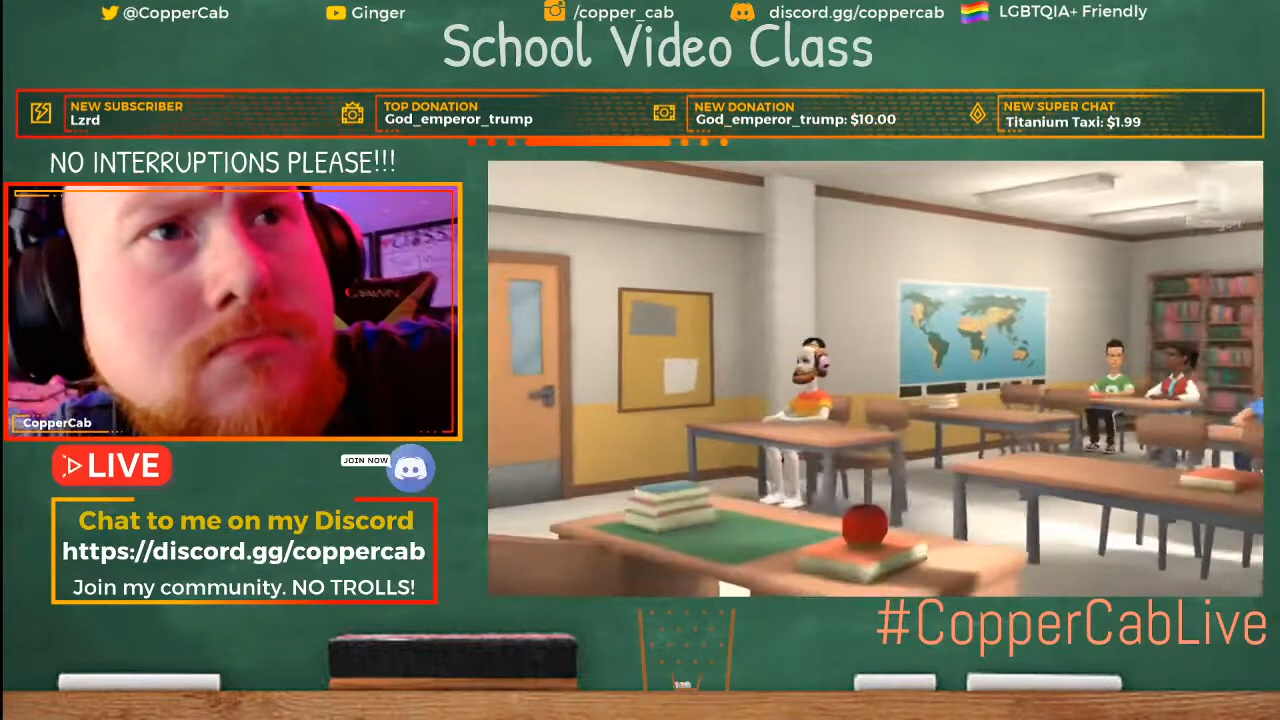 @CopperCab
Ginger
/copper_cab
discord.gg/coppercab
LGBTQIA+ Friendly
School Video Class
NEW SUBSCRIBER
Lzrd
TOP DONATION
God_emperor_trump
NEW DONATION
God_emperor_trump: $10.00
NEW SUPER CHAT
Titanium Taxi: $1.99
NO INTERRUPTIONS PLEASE!!!
CopperCab
LIVE
JOIN NOW
Chat to me on my Discord
https://discord.gg/coppercab
Join my community. NO TROLLS!
#CopperCabLive